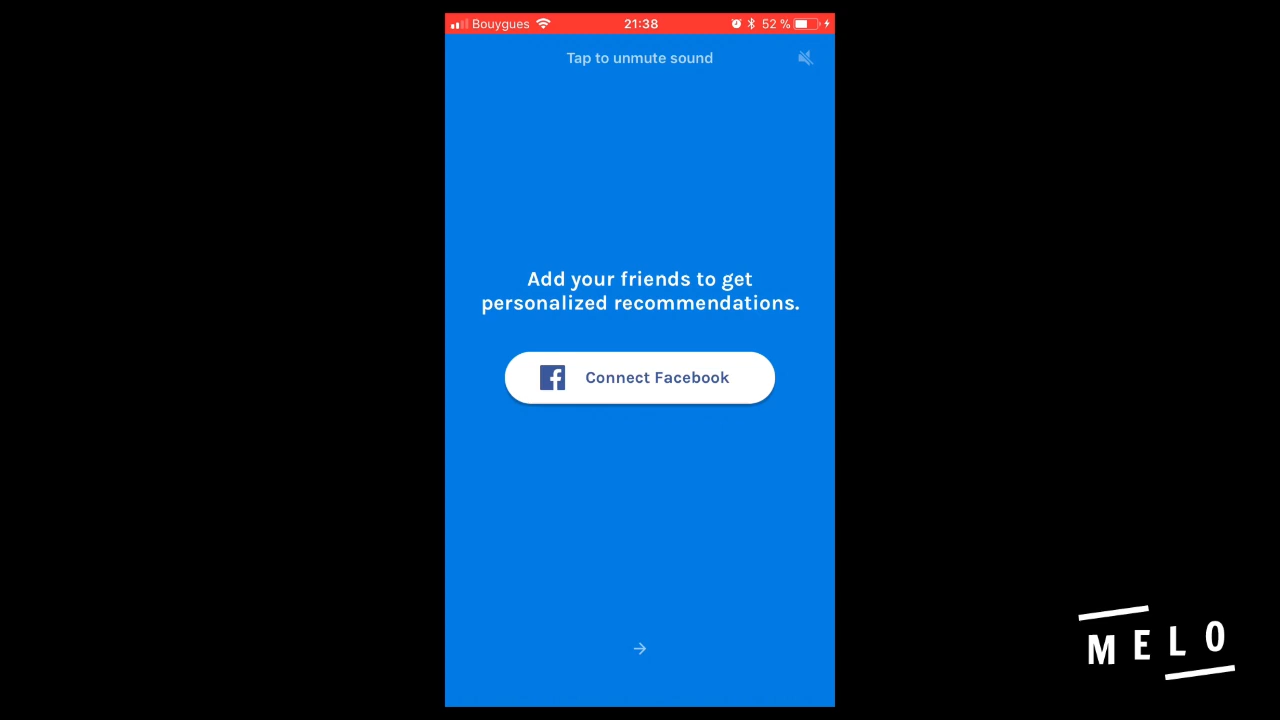 Bouygues 21:38 52 %
Tap to unmute sound
Add your friends to get
personalized recommendations.
Connect Facebook
MELO